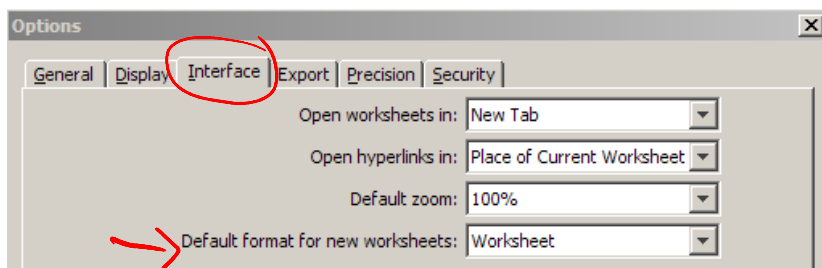 Options
General Display Interface Export Precision Security
Open worksheets in: New Tab
Open hyperlinks in: Place of Current Worksheet
Default zoom: 100%
Default format for new worksheets: Worksheet